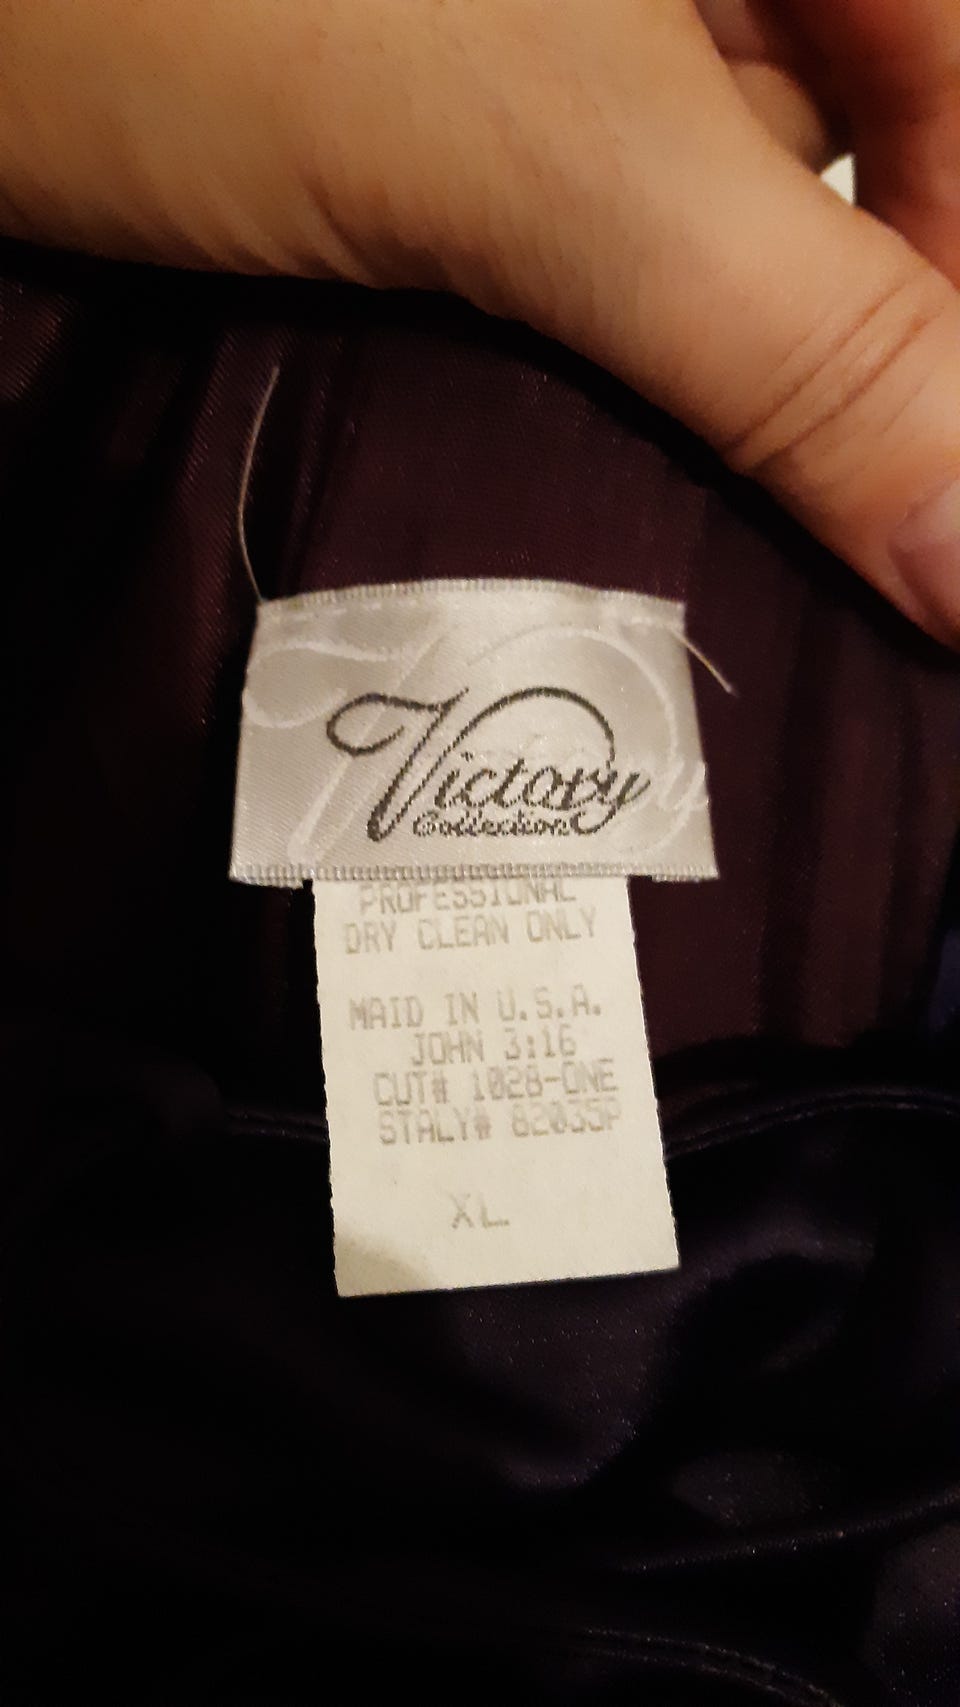 Victory
Collection
PROFESSIONAL
DRY CLEAN ONLY
MAID IN U.S.A.
JOHN 3:16
CUT# 1028-ONE
STALY# 82035P
XL